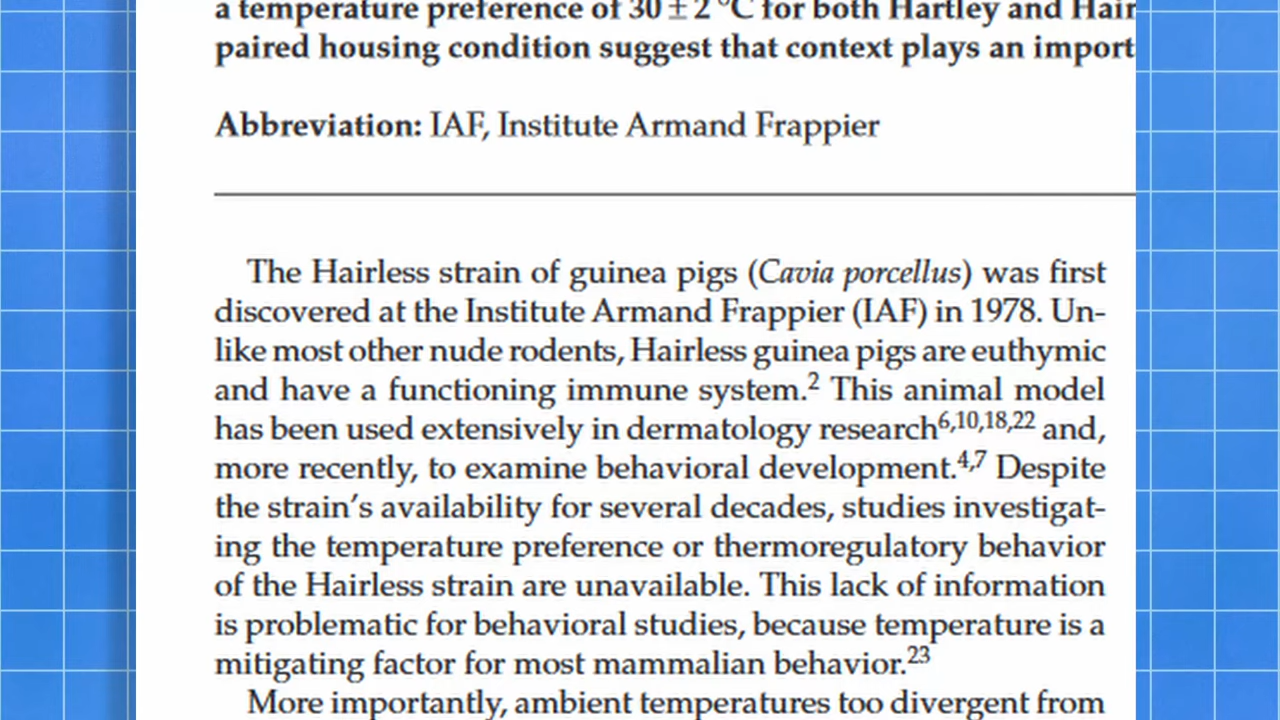 a temperature preference of 30 ± 2 °C for both Hartley and Hair
paired housing condition suggest that context plays an import
Abbreviation: IAF, Institute Armand Frappier
The Hairless strain of guinea pigs (Cavia porcellus) was first
discovered at the Institute Armand Frappier (IAF) in 1978. Un-
like most other nude rodents, Hairless guinea pigs are euthymic
and have a functioning immune system.2 This animal model
has been used extensively in dermatology research6,10,18,22 and,
more recently, to examine behavioral development.4,7 Despite
the strain's availability for several decades, studies investigat-
ing the temperature preference or thermoregulatory behavior
of the Hairless strain are unavailable. This lack of information
is problematic for behavioral studies, because temperature is a
mitigating factor for most mammalian behavior.23
More importantly, ambient temperatures too divergent from